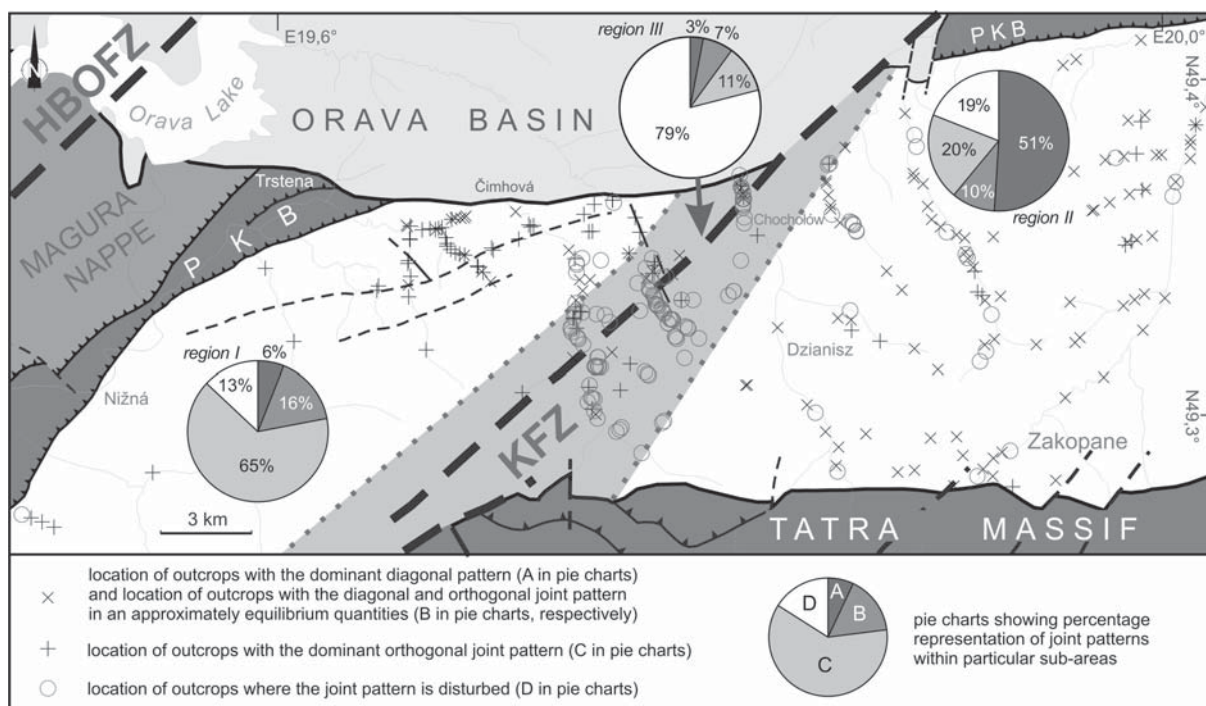 E19,6°
region III
3%
7%
11%
79%
PKB
E20,0°
N49,4°
N
HBOFZ
Orava Lake
ORAVA BASIN
19%
51%
20%
10%
region II
Trstena
Čimhová
Chochołów
MAGURA
NAPPE
P K B
region I
6%
13%
16%
65%
Nižná
Dzianisz
N49,3°
KFZ
Zakopane
3 km
TATRA MASSIF
location of outcrops with the dominant diagonal pattern (A in pie charts)
and location of outcrops with the diagonal and orthogonal joint pattern
in an approximately equilibrium quantities (B in pie charts, respectively)
location of outcrops with the dominant orthogonal joint pattern (C in pie charts)
location of outcrops where the joint pattern is disturbed (D in pie charts)
A
B
C
D
pie charts showing percentage
representation of joint patterns
within particular sub-areas